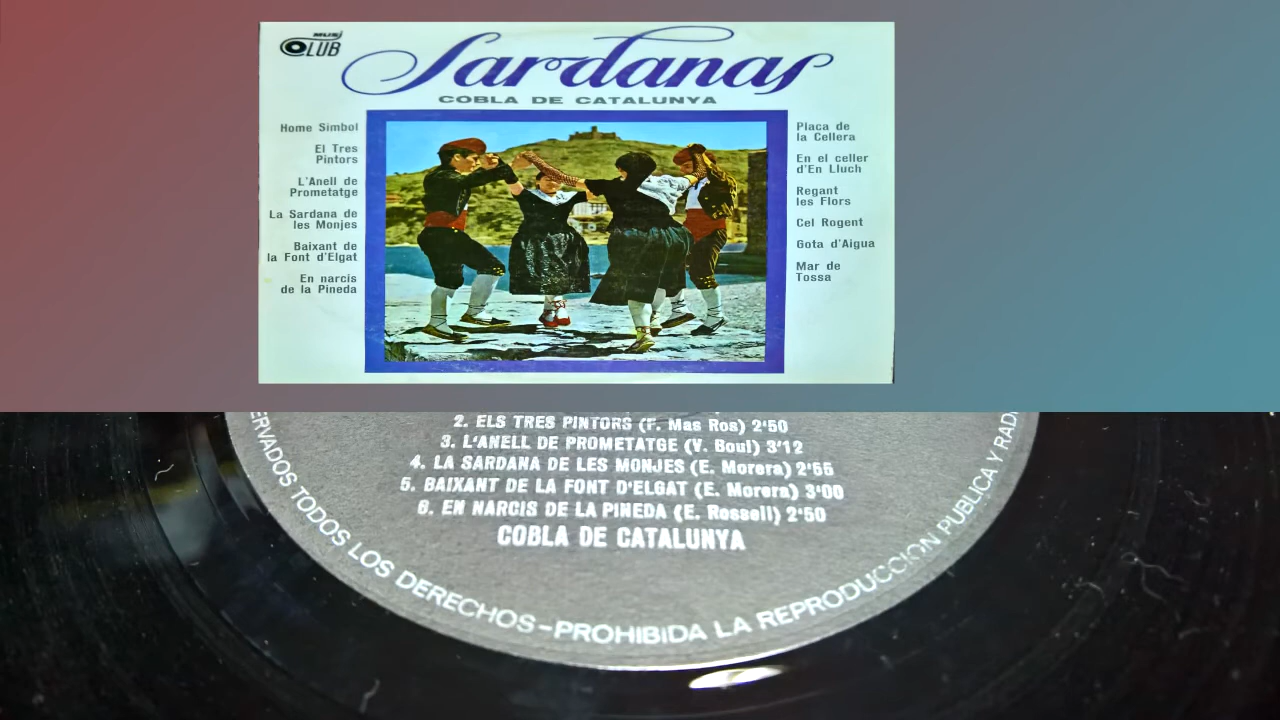 MUSI
CLUB
Sardanas
COBLA DE CATALUNYA
Home Simbol
El Tres
Pintors
L'Anell de
Prometatge
La Sardana de
les Monjes
Baixant de
la Font d'Elgat
En narcis
de la Pineda
Placa de
la Cellera
En el celler
d'En Lluch
Regant
les Flors
Cel Rogent
Gota d'Aigua
Mar de
Tossa
2. ELS TRES PINTORS (F. Mas Ros) 2'50
3. L'ANELL DE PROMETATGE (V. Boui) 3'12
4. LA SARDANA DE LES MONJES (E. Morera) 2'55
5. BAIXANT DE LA FONT D'ELGAT (E. Morera) 3'00
6. EN NARCIS DE LA PINEDA (E. Rossell) 2'50
COBLA DE CATALUNYA
ERVADOS TODOS LOS DERECHOS-PROHIBIDA LA REPRODUCCION PUBLICA Y RADI